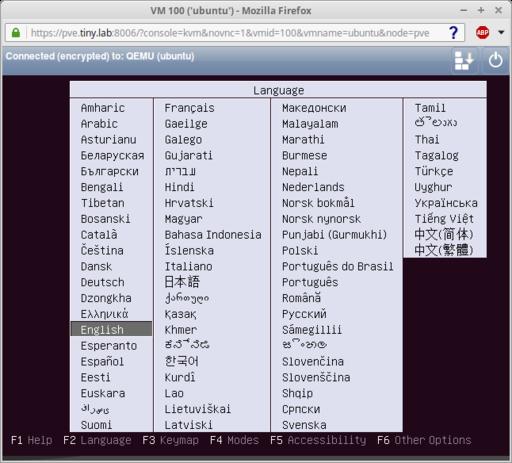 VM 100 ('ubuntu') - Mozilla Firefox
https://pve.tiny.lab:8006/?console=kvm&novnc=1&vmid=100&vmname=ubuntu&node=pve
?
ABP
Connected (encrypted) to: QEMU (ubuntu)
Language
Amharic
Arabic
Asturianu
Беларуская
Български
Bengali
Tibetan
Bosanski
Català
Čeština
Dansk
Deutsch
Dzongkha
Ελληνικά
English
Esperanto
Español
Eesti
Euskara
فارسی
Suomi
Français
Gaeilge
Galego
Gujarati
עברית
Hindi
Hrvatski
Magyar
Bahasa Indonesia
Íslenska
Italiano
日本語
ქართული
Қазақ
Khmer
ಕನ್ನಡ
한국어
Kurdî
Lao
Lietuviškai
Latviski
Македонски
Malayalam
Marathi
Burmese
Nepali
Nederlands
Norsk bokmål
Norsk nynorsk
Punjabi (Gurmukhi)
Polski
Português do Brasil
Português
Română
Русский
Sámegillii
සිංහල
Slovenčina
Slovenščina
Shqip
Српски
Svenska
Tamil
తెలుగు
Thai
Tagalog
Türkçe
Uyghur
Українська
Tiếng Việt
中文(简体)
中文(繁體)
F1 Help F2 Language F3 Keymap F4 Modes F5 Accessibility F6 Other Options